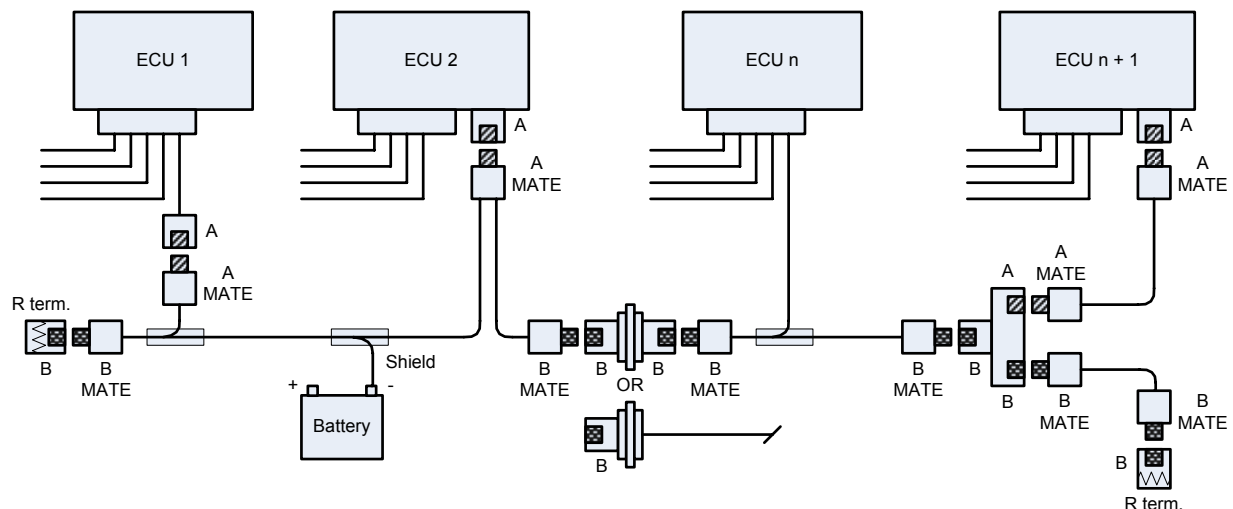 ECU 1
ECU 2
ECU n
ECU n + 1
A
A
MATE
A
A
MATE
A
A
MATE
R term.
B
B
MATE
Shield
+
-
Battery
B
MATE
B
OR
B
B
MATE
B
B
MATE
B
A
A
MATE
B
B
MATE
B
MATE
B
R term.